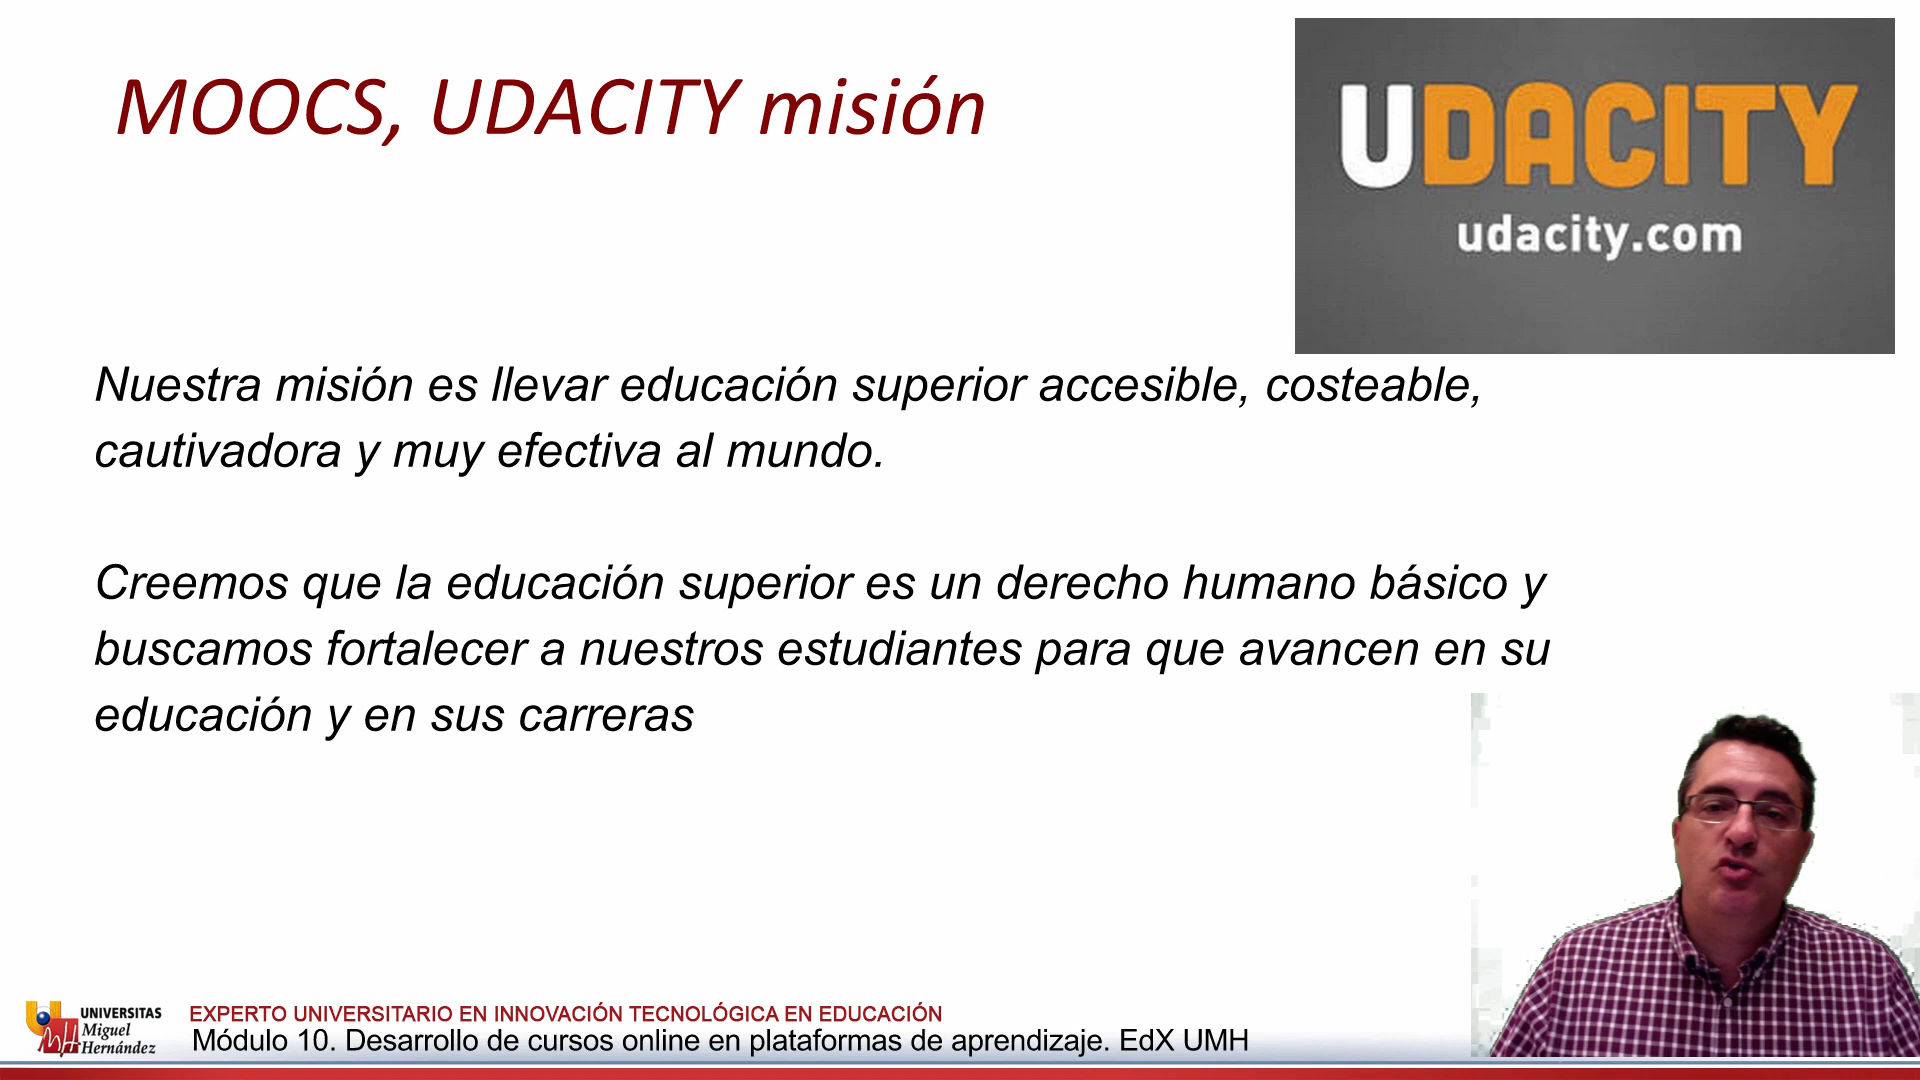 MOOCS, UDACITY misión
UDACITY
udacity.com
Nuestra misión es llevar educación superior accesible, costeable,
cautivadora y muy efectiva al mundo.
Creemos que la educación superior es un derecho humano básico y
buscamos fortalecer a nuestros estudiantes para que avancen en su
educación y en sus carreras
UNIVERSITAS
Miguel
Hernández
EXPERTO UNIVERSITARIO EN INNOVACIÓN TECNOLÓGICA EN EDUCACIÓN
Módulo 10. Desarrollo de cursos online en plataformas de aprendizaje. EdX UMH